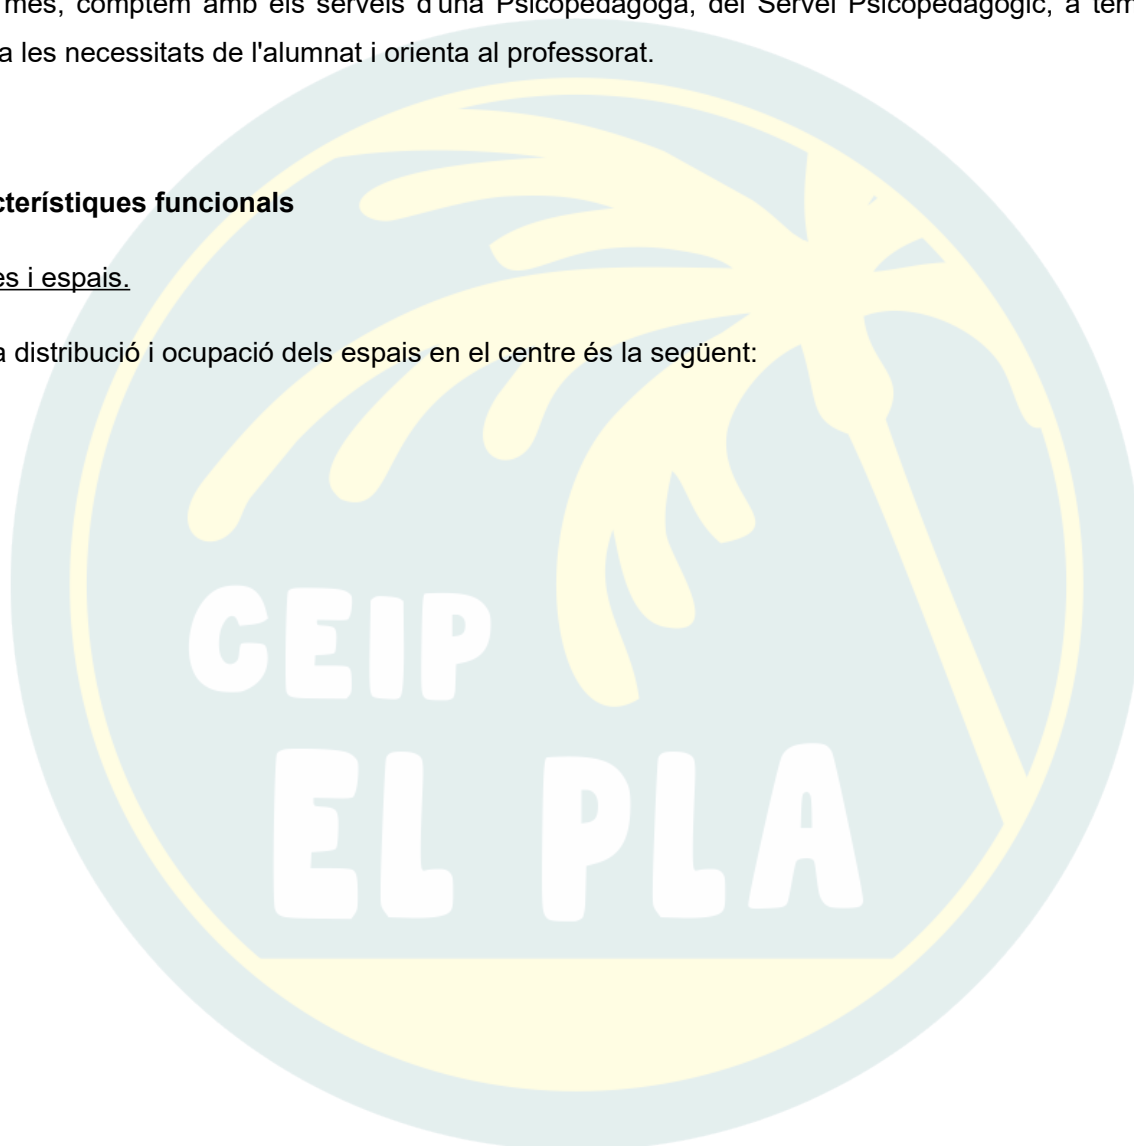 més, comptem amb els serveis d'una Psicopedagoga, del Servei Psicopedagògic, a tem
a les necessitats de l'alumnat i orienta al professorat.
cterístiques funcionals
es i espais.
a distribució i ocupació dels espais en el centre és la següent:
CEIP
EL PLA